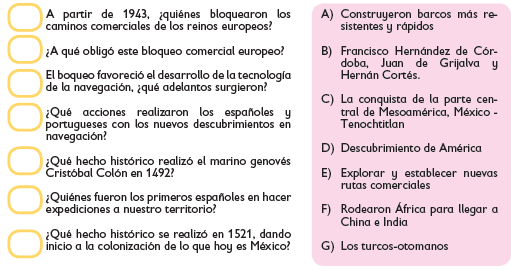 A partir de 1943, ¿quiénes bloquearon los
caminos comerciales de los reinos europeos?
¿A qué obligó este bloqueo comercial europeo?
El boqueo favoreció el desarrollo de la tecnología
de la navegación, ¿qué adelantos surgieron?
¿Qué acciones realizaron los españoles y
portugueses con los nuevos descubrimientos en
navegación?
¿Qué hecho histórico realizó el marino genovés
Cristóbal Colón en 1492?
¿Quiénes fueron los primeros españoles en hacer
expediciones a nuestro territorio?
¿Qué hecho histórico se realizó en 1521, dando
inicio a la colonización de lo que hoy es México?
A) Construyeron barcos más re-
sistentes y rápidos
B) Francisco Hernández de Cór-
doba, Juan de Grijalva y
Hernán Cortés.
C) La conquista de la parte cen-
tral de Mesoamérica, México -
Tenochtitlan
D) Descubrimiento de América
E) Explorar y establecer nuevas
rutas comerciales
F) Rodearon África para llegar a
China e India
G) Los turcos-otomanos